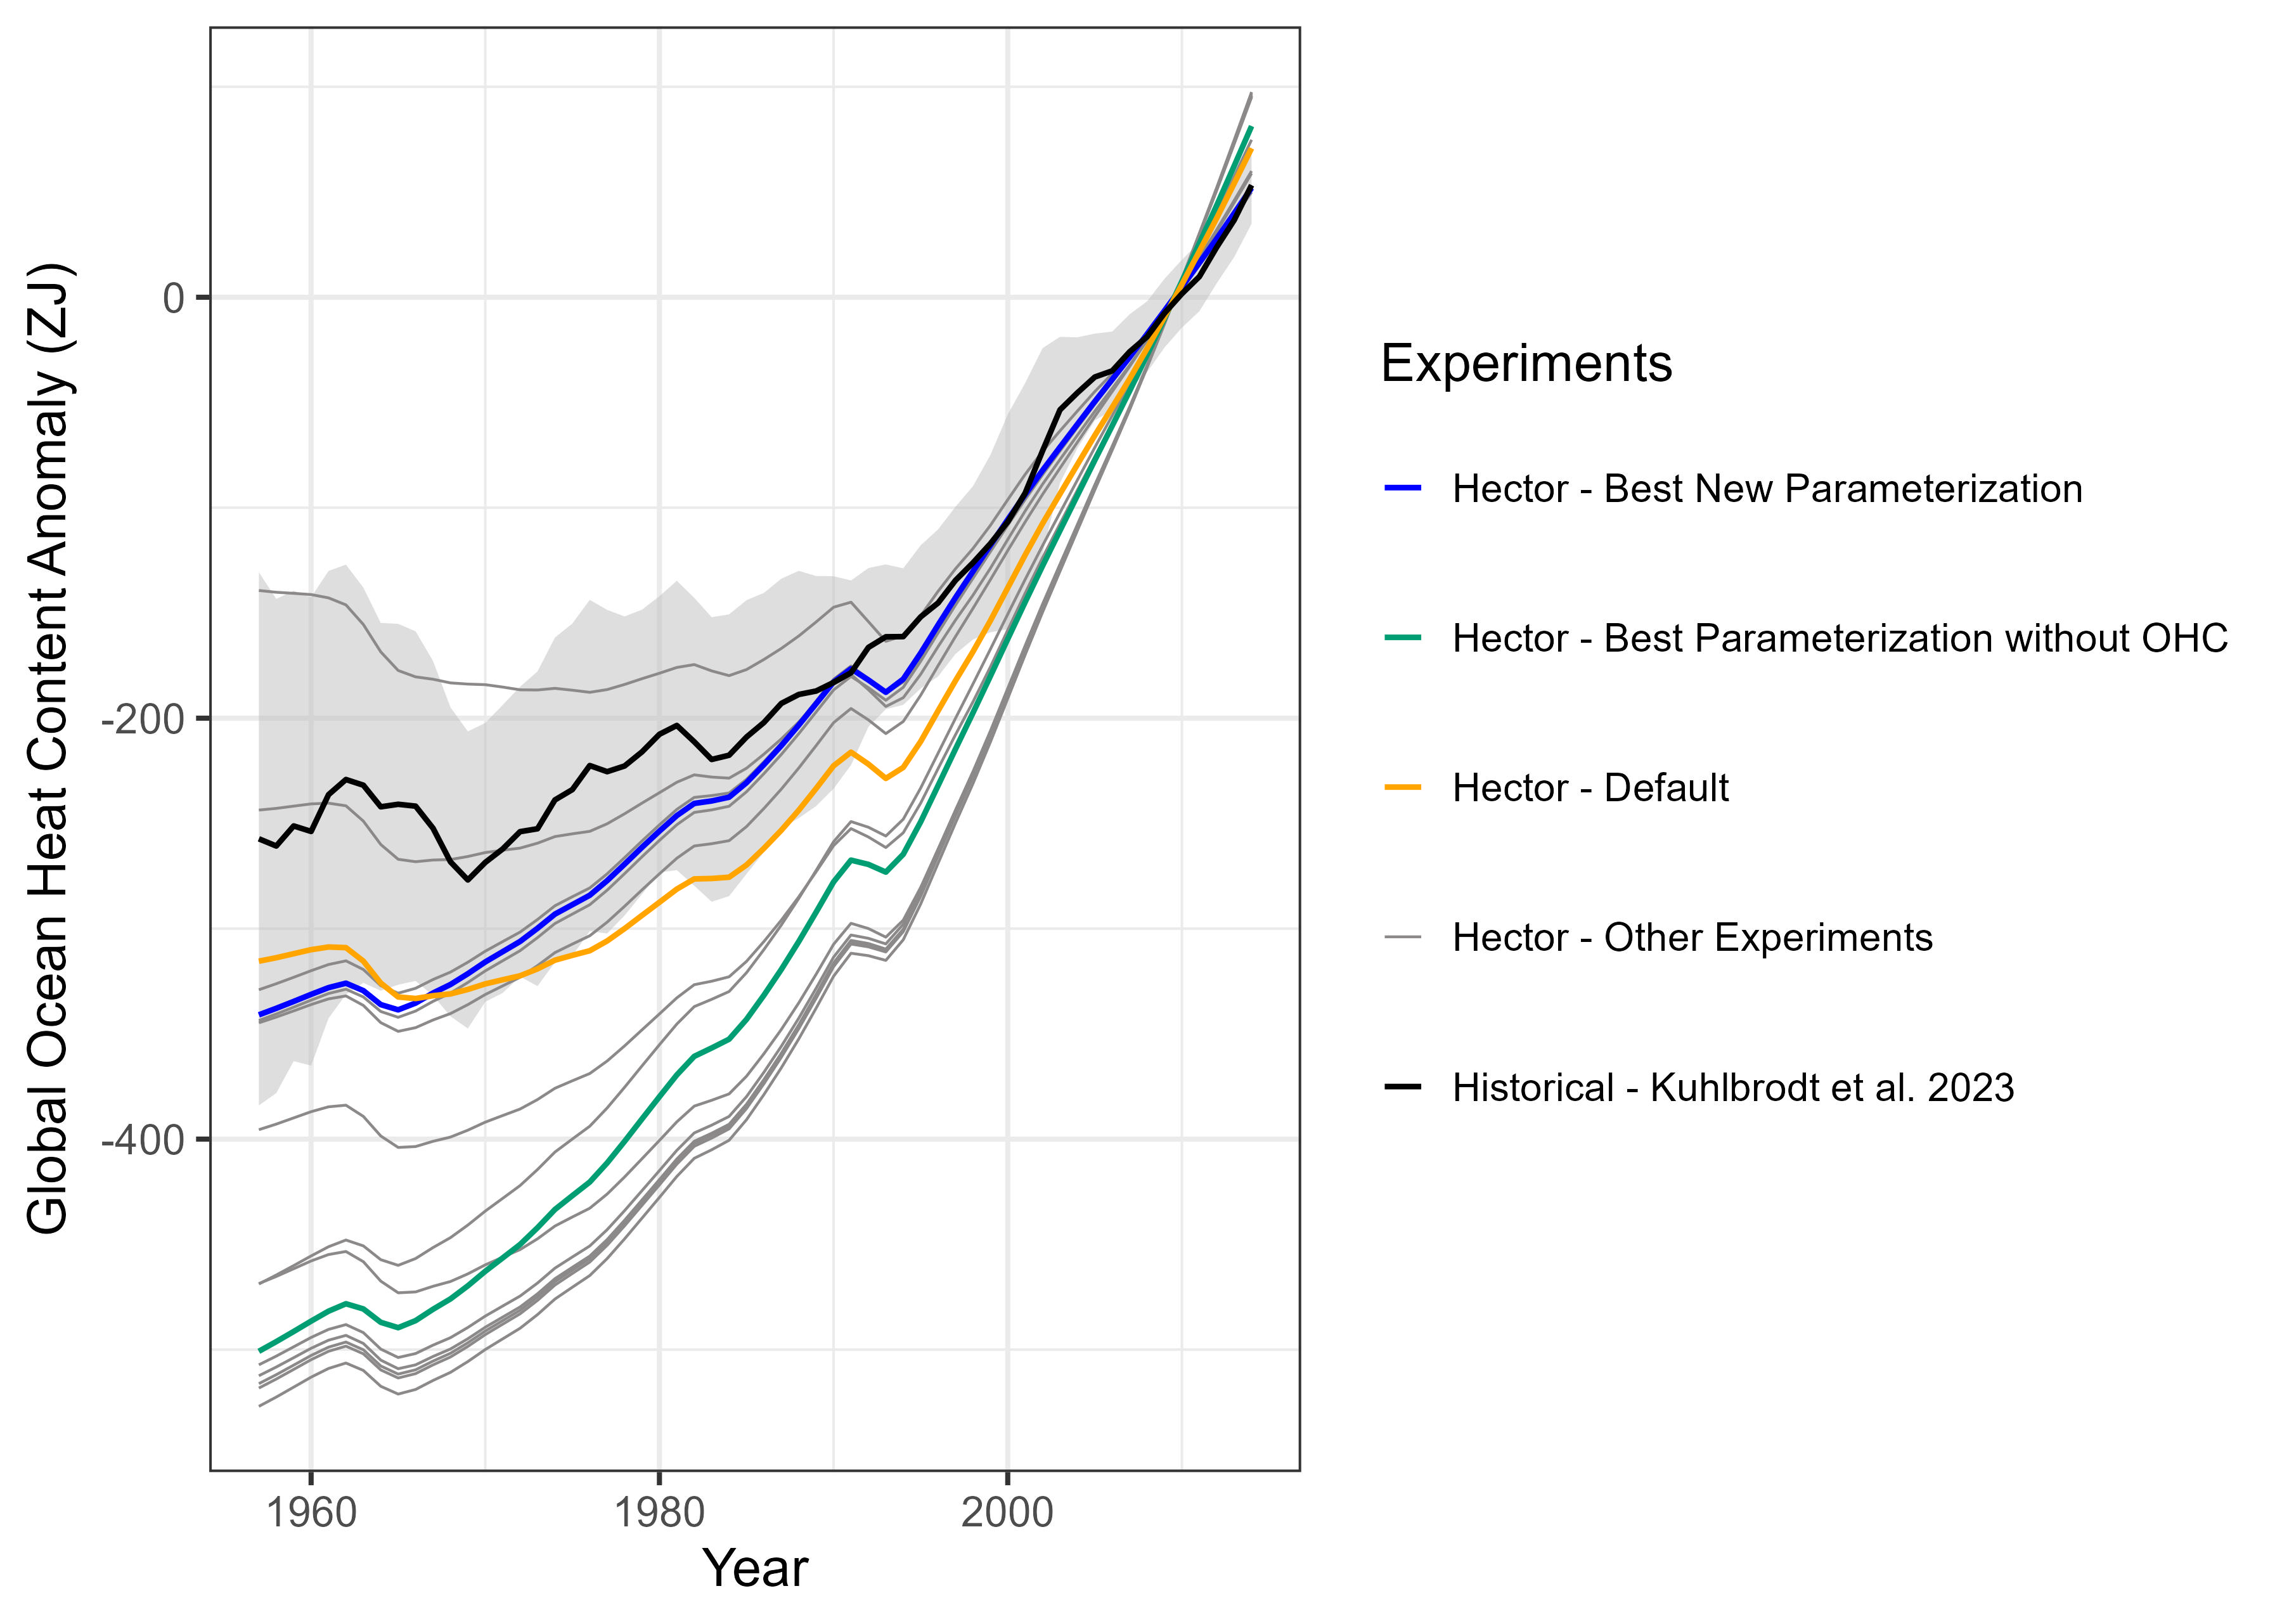 Global Ocean Heat Content Anomaly (ZJ)
0
-200
-400
1960 1980 2000
Year
Experiments
Hector - Best New Parameterization
Hector - Best Parameterization without OHC
Hector - Default
Hector - Other Experiments
Historical - Kuhlbrodt et al. 2023